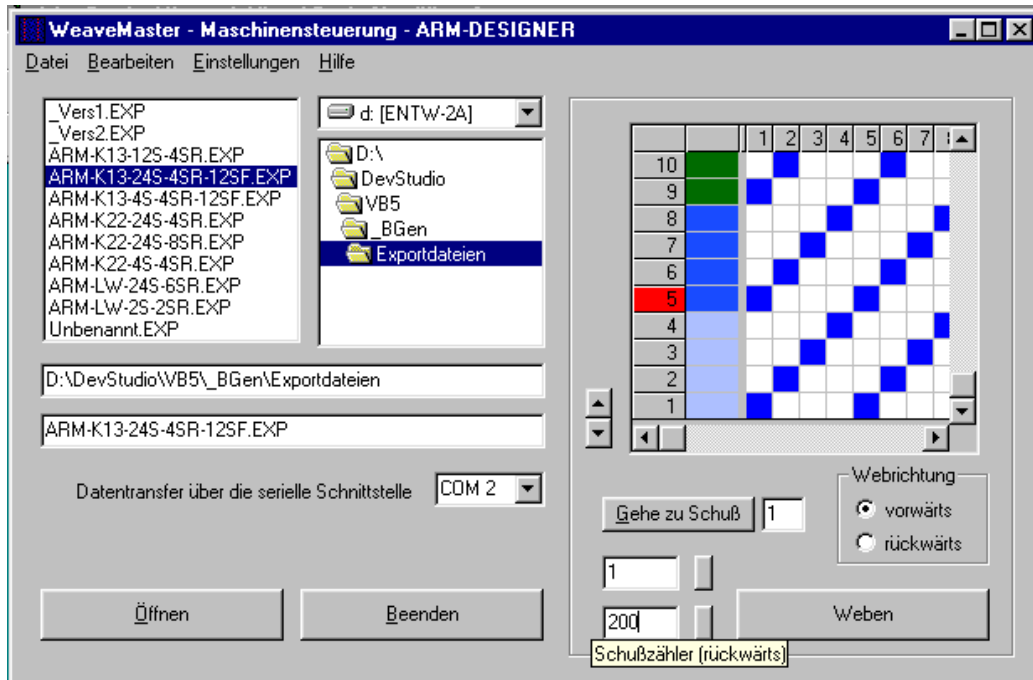 WeaveMaster - Maschinensteuerung - ARM-DESIGNER
Datei Bearbeiten Einstellungen Hilfe
_Vers1.EXP
_Vers2.EXP
ARM-K13-12S-4SR.EXP
ARM-K13-24S-4SR-12SF.EXP
ARM-K13-4S-4SR-12SF.EXP
ARM-K22-24S-4SR.EXP
ARM-K22-24S-8SR.EXP
ARM-K22-4S-4SR.EXP
ARM-LW-24S-6SR.EXP
ARM-LW-2S-2SR.EXP
Unbenannt.EXP
d: [ENTW-2A]
D:\
DevStudio
VB5
_BGen
Exportdateien
D:\DevStudio\VB5\_BGen\Exportdateien
ARM-K13-24S-4SR-12SF.EXP
Datentransfer über die serielle Schnittstelle COM 2
Öffnen Beenden
1 2 3 4 5 6 7
10
9
8
7
6
5
4
3
2
1
Gehe zu Schuß 1
Webrichtung
vorwärts
rückwärts
1
200
Weben
Schußzähler (rückwärts)